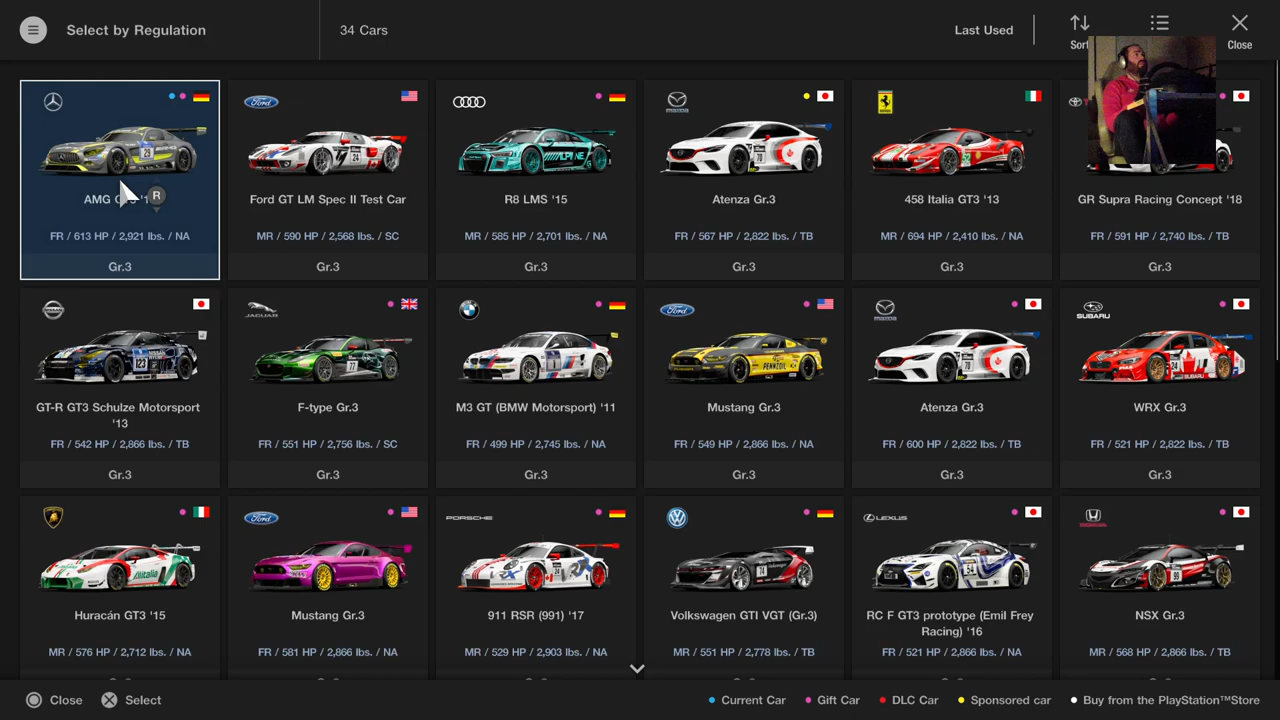 Select by Regulation
34 Cars
Last Used
Sort
Close
AMG
FR / 613 HP / 2,921 lbs. / NA
Gr.3
Ford
Ford GT LM Spec II Test Car
MR / 590 HP / 2,568 lbs. / SC
Gr.3
R8 LMS '15
MR / 585 HP / 2,701 lbs. / NA
Gr.3
mazda
Atenza Gr.3
FR / 567 HP / 2,822 lbs. / TB
Gr.3
458 Italia GT3 '13
MR / 694 HP / 2,410 lbs. / NA
Gr.3
GR Supra Racing Concept '18
FR / 591 HP / 2,740 lbs. / TB
Gr.3
GT-R GT3 Schulze Motorsport
'13
FR / 542 HP / 2,866 lbs. / TB
Gr.3
JAGUAR
F-type Gr.3
FR / 551 HP / 2,756 lbs. / SC
Gr.3
M3 GT (BMW Motorsport) '11
FR / 499 HP / 2,745 lbs. / NA
Gr.3
Ford
Mustang Gr.3
FR / 549 HP / 2,866 lbs. / NA
Gr.3
mazda
Atenza Gr.3
FR / 600 HP / 2,822 lbs. / TB
Gr.3
SUBARU
WRX Gr.3
FR / 521 HP / 2,822 lbs. / TB
Gr.3
Huracán GT3 '15
MR / 576 HP / 2,712 lbs. / NA
Ford
Mustang Gr.3
FR / 581 HP / 2,866 lbs. / NA
PORSCHE
911 RSR (991) '17
MR / 529 HP / 2,903 lbs. / NA
Volkswagen GTI VGT (Gr.3)
MR / 551 HP / 2,778 lbs. / TB
LEXUS
RC F GT3 prototype (Emil Frey
Racing) '16
FR / 521 HP / 2,866 lbs. / NA
HONDA
NSX Gr.3
MR / 568 HP / 2,866 lbs. / TB
R
Close
Select
Current Car
Gift Car
DLC Car
Sponsored car
Buy from the PlayStation™Store